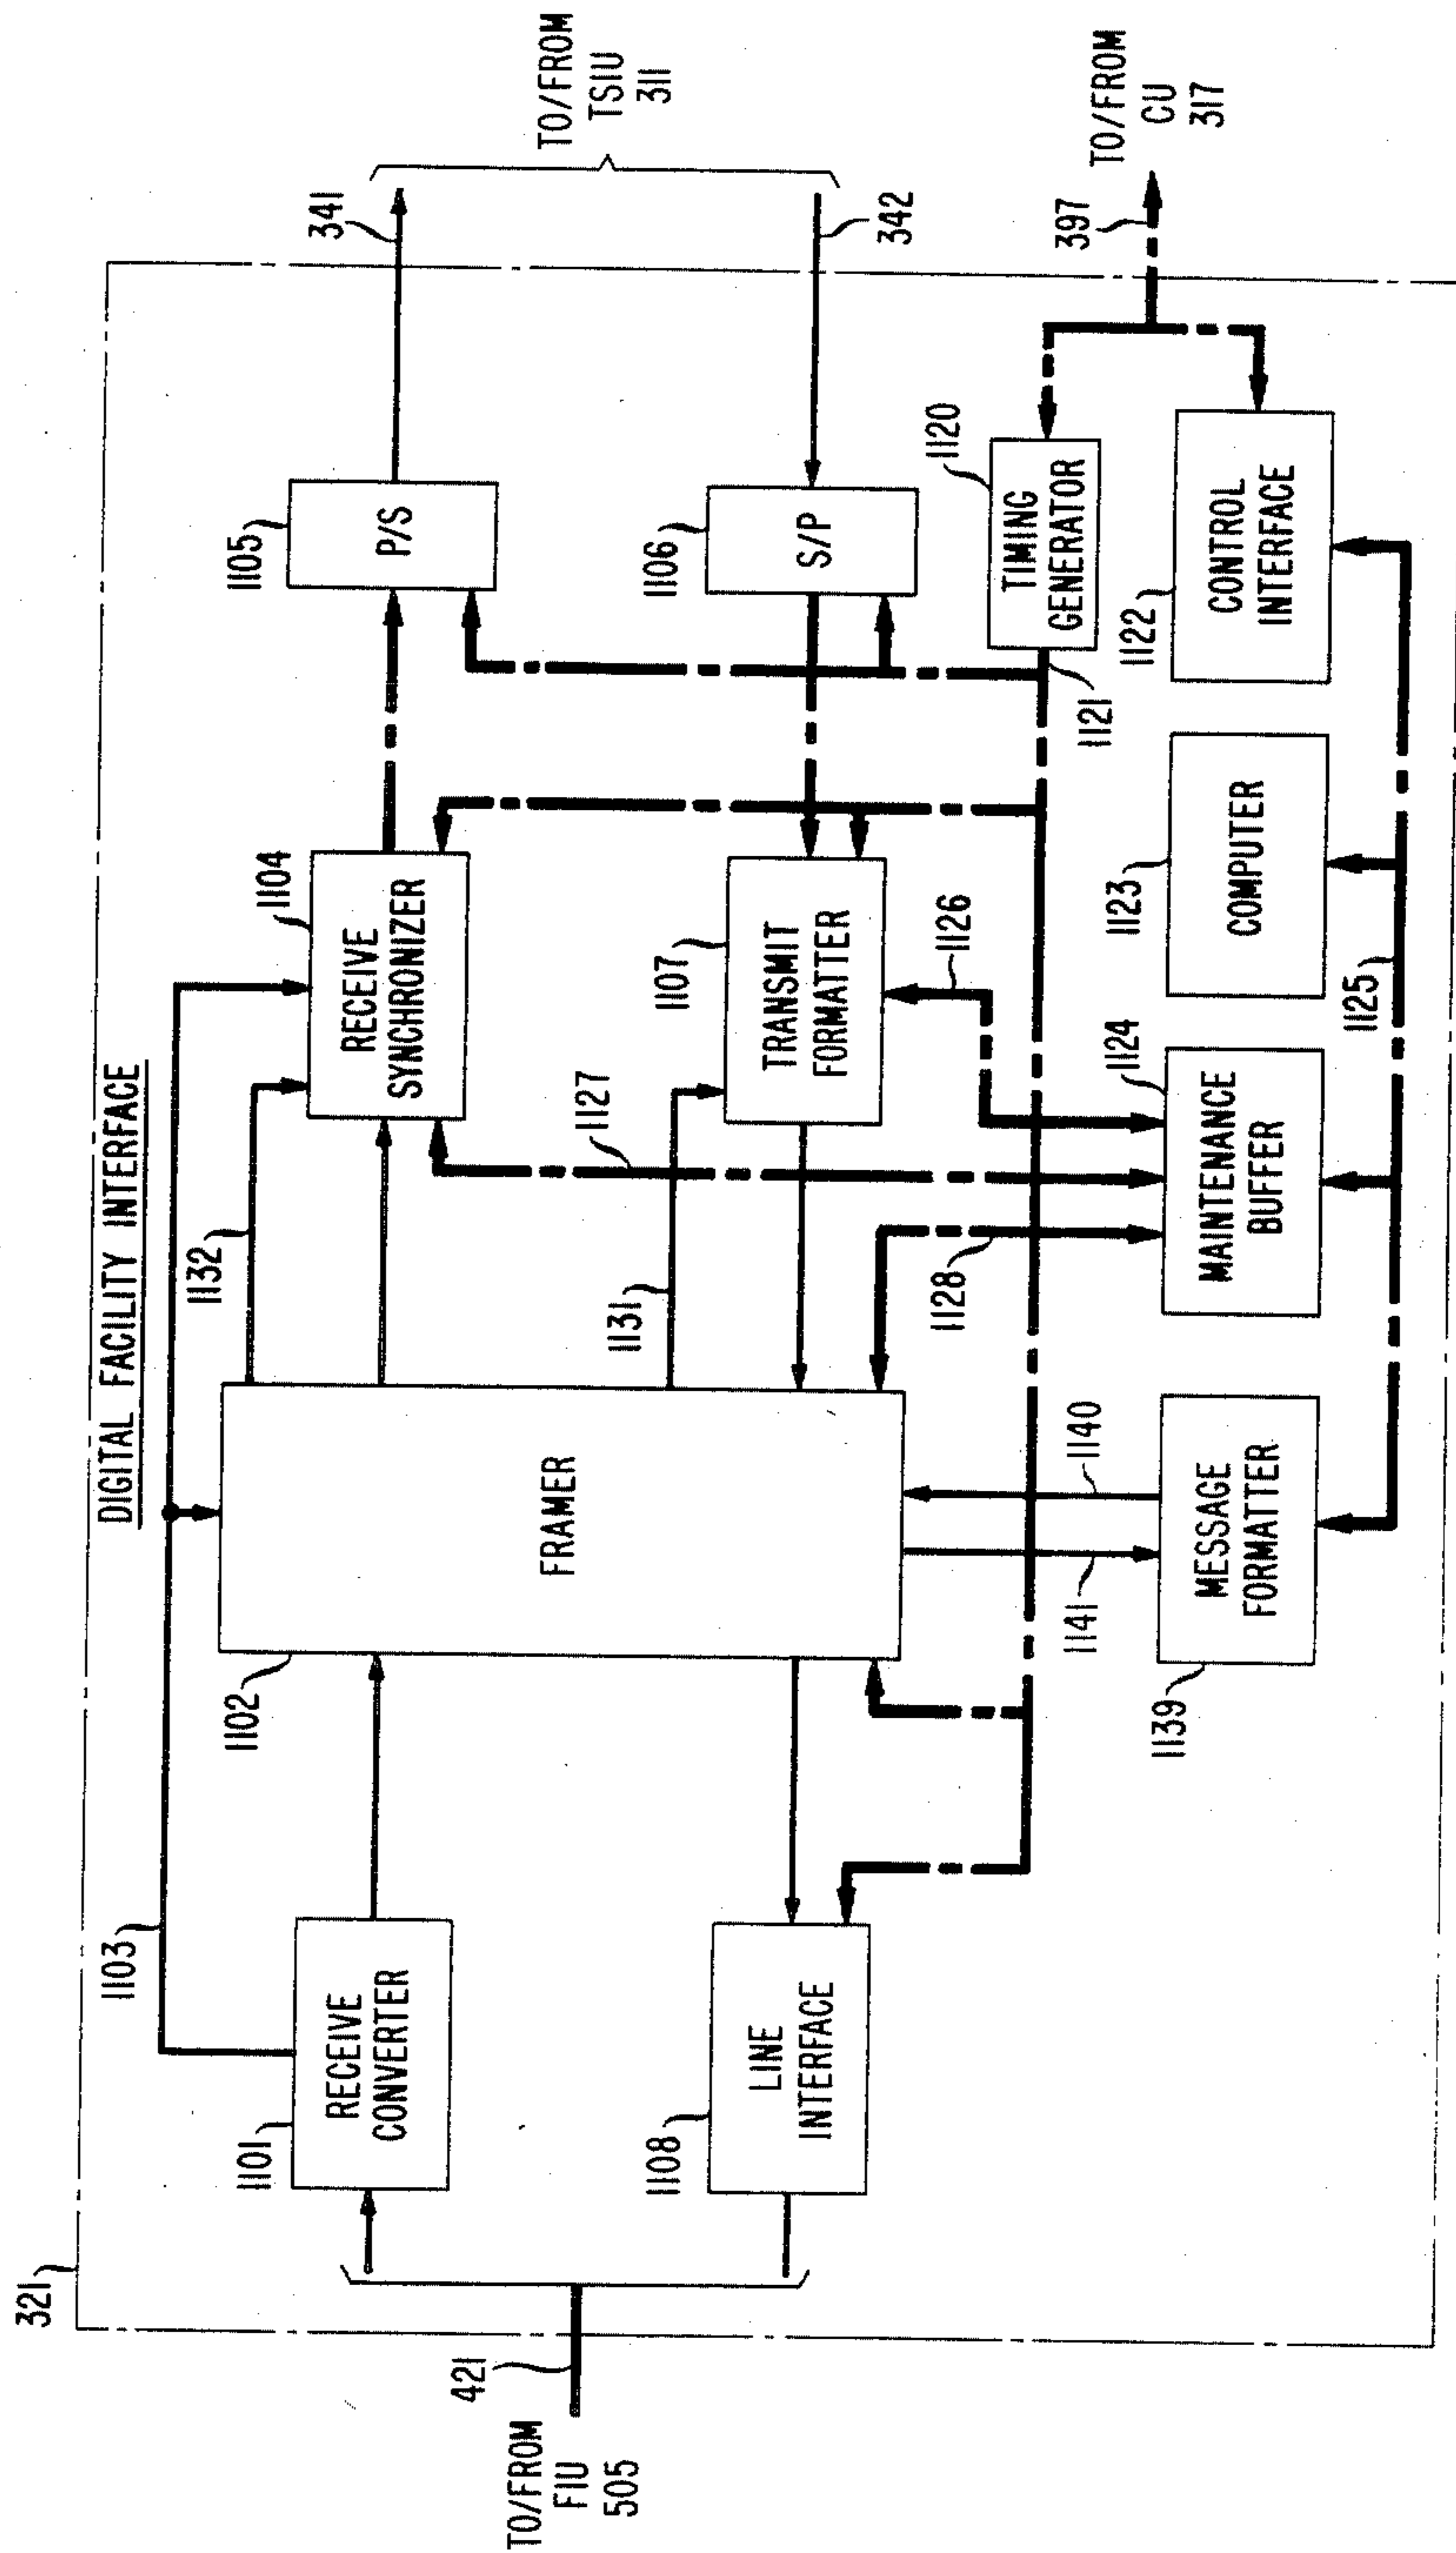 DIGITAL FACILITY INTERFACE
321
TO/FROM
FIU
505
421
1101
RECEIVE
CONVERTER
1103
1108
LINE
INTERFACE
1102
FRAMER
1132
1131
1127
1104
RECEIVE
SYNCHRONIZER
1107
TRANSMIT
FORMATTER
1126
1128
1105
P/S
1106
S/P
341
342
TO/FROM
TSIU
311
1120
TIMING
GENERATOR
1121
397
TO/FROM
CU
317
1139
MESSAGE
FORMATTER
1141
1140
1124
MAINTENANCE
BUFFER
1125
1123
COMPUTER
1122
CONTROL
INTERFACE